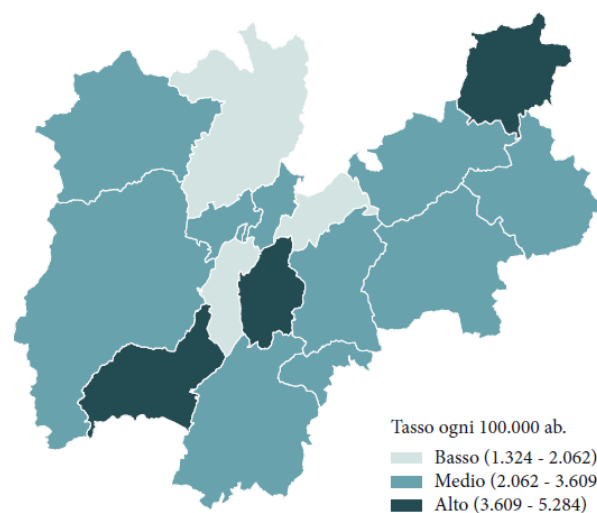 Tasso ogni 100.000 ab.
Basso (1.324 - 2.062)
Medio (2.062 - 3.609
Alto (3.609 - 5.284)